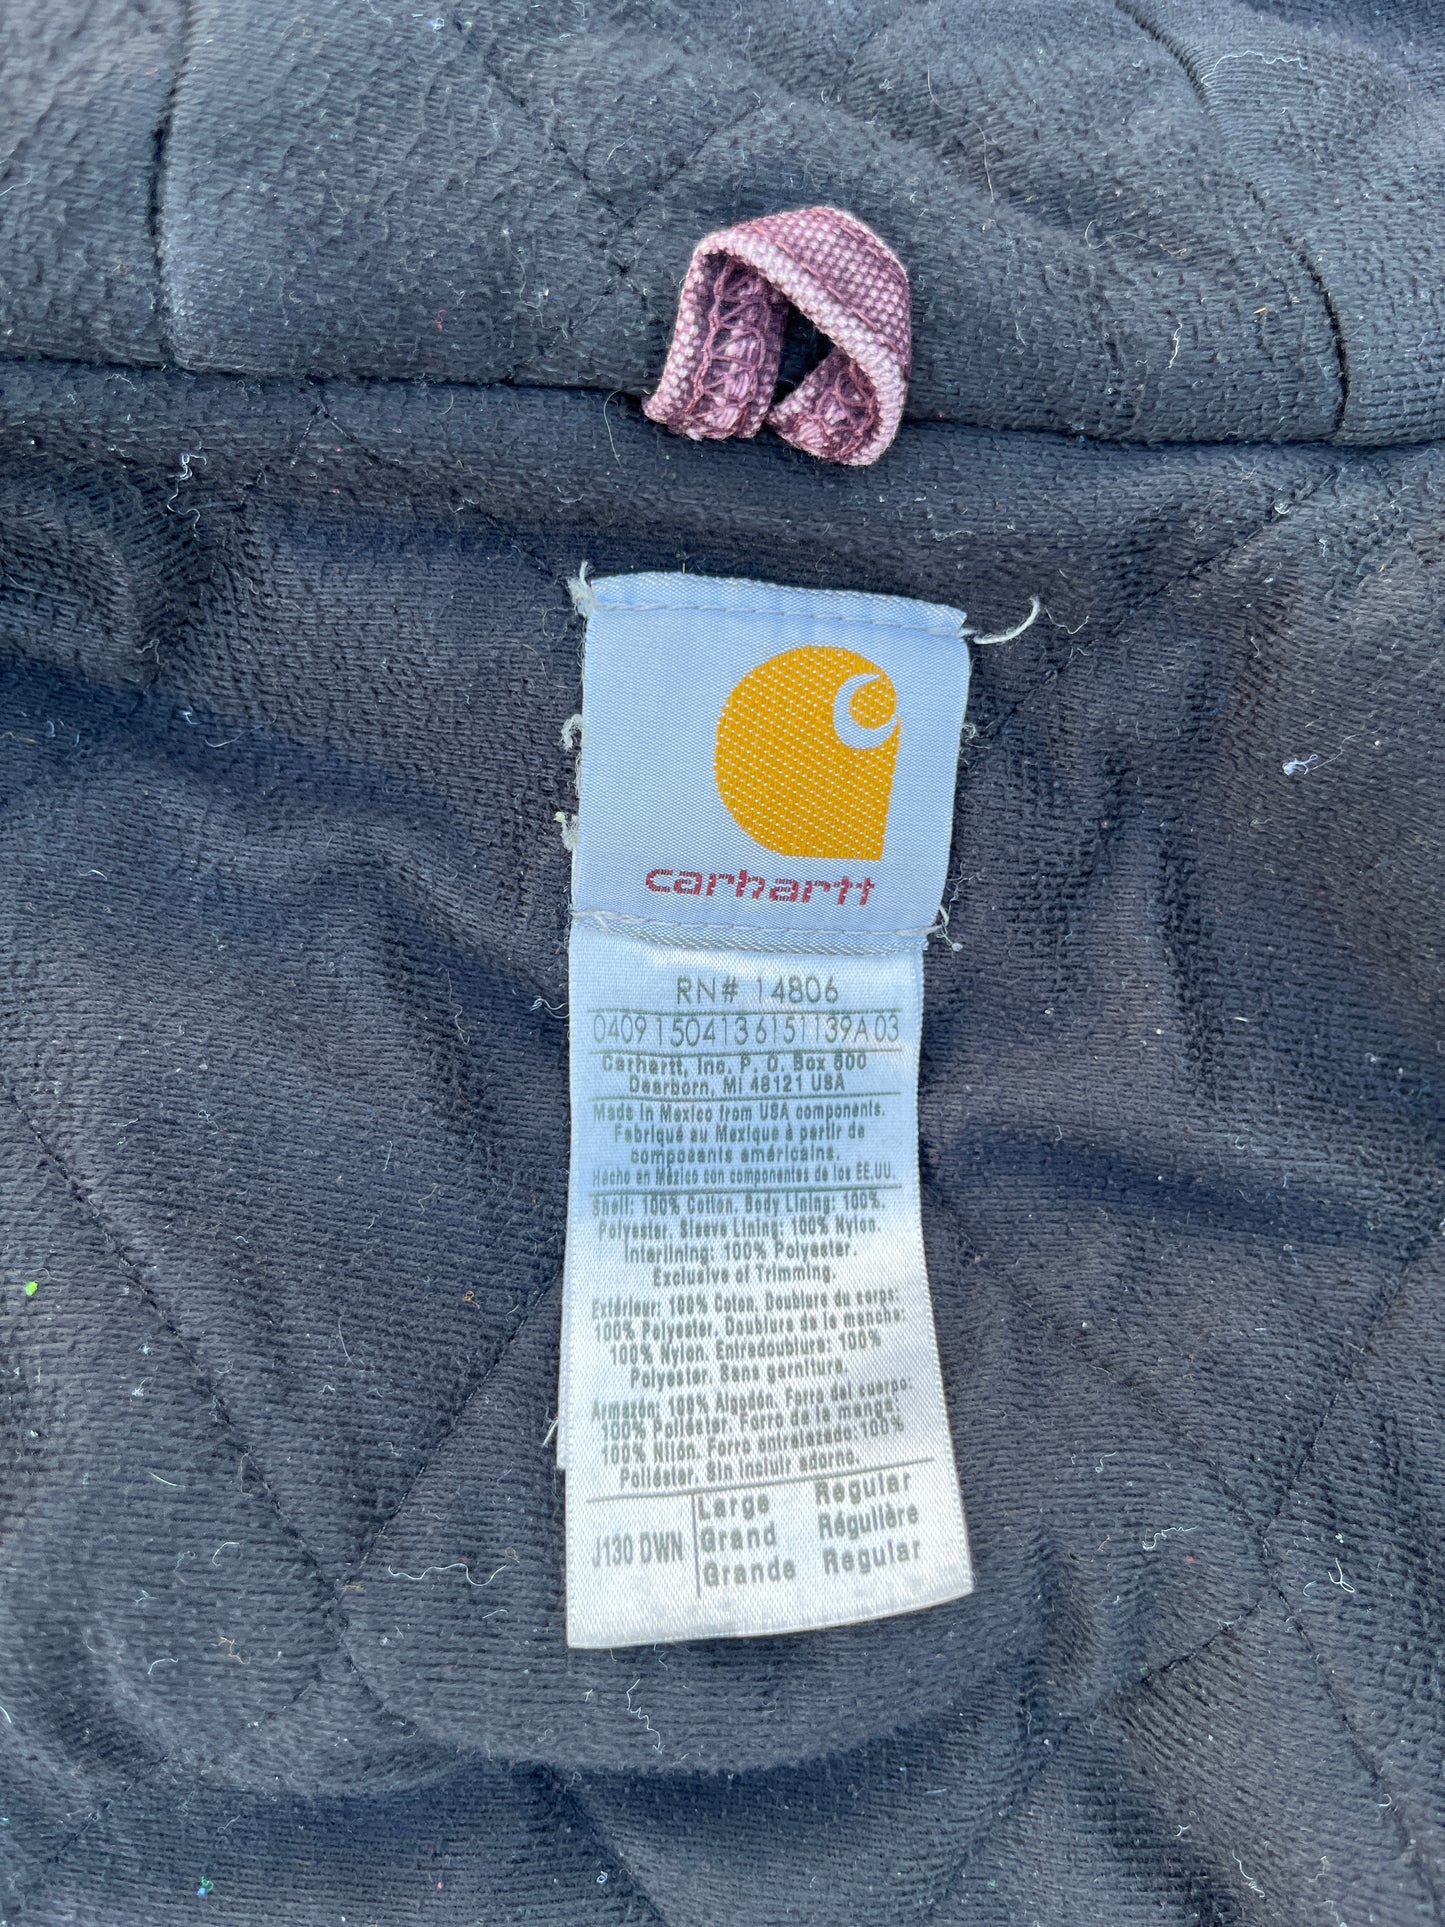 carhartt
RN# 14806
0409150413615 1139A03
Carhartt, Inc. P. O. Box 600
Dearborn, MI 48121 USA
Made in Mexico from USA components.
Fabriqué au Mexique à partir de
composants américains.
Hecho en México con componentes de los EE.UU.
Shell: 100% Cotton. Body Lining: 100%.
Polyester. Sleeve Lining: 100% Nylon.
Interlining: 100% Polyester.
Exclusive of Trimming.
Extérieur: 100% Coton. Doublure du corps:
100% Polyester. Doublure de la manche:
100% Nylon. Entradoublure: 100%
Polyester. Sans garniture.
Armazón: 100% Algodón. Forro del cuerpo:
100% Poliéster. Forro de la manga:
100% Nilón. Forro entrelazado: 100%
Poliéster. Sin incluir adorno.
J130 DWN
Large Regular
Grand Régulière
Grande Regular